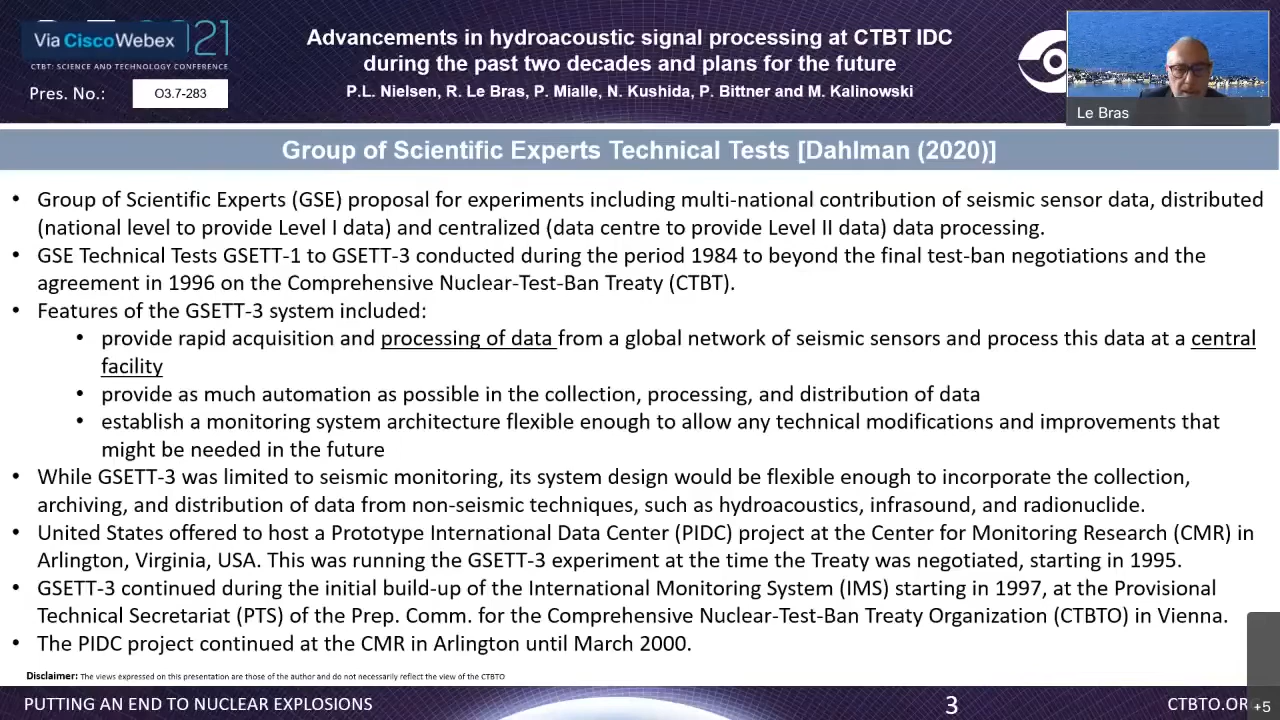 Via Cisco Webex
21
CTBT: SCIENCE AND TECHNOLOGY CONFERENCE
Pres. No.: O3.7-283
Advancements in hydroacoustic signal processing at CTBT IDC
during the past two decades and plans for the future
P.L. Nielsen, R. Le Bras, P. Mialle, N. Kushida, P. Bittner and M. Kalinowski
Le Bras
Group of Scientific Experts Technical Tests [Dahlman (2020)]
• Group of Scientific Experts (GSE) proposal for experiments including multi-national contribution of seismic sensor data, distributed
(national level to provide Level I data) and centralized (data centre to provide Level II data) data processing.
• GSE Technical Tests GSETT-1 to GSETT-3 conducted during the period 1984 to beyond the final test-ban negotiations and the
agreement in 1996 on the Comprehensive Nuclear-Test-Ban Treaty (CTBT).
• Features of the GSETT-3 system included:
• provide rapid acquisition and processing of data from a global network of seismic sensors and process this data at a central
facility
• provide as much automation as possible in the collection, processing, and distribution of data
• establish a monitoring system architecture flexible enough to allow any technical modifications and improvements that
might be needed in the future
• While GSETT-3 was limited to seismic monitoring, its system design would be flexible enough to incorporate the collection,
archiving, and distribution of data from non-seismic techniques, such as hydroacoustics, infrasound, and radionuclide.
• United States offered to host a Prototype International Data Center (PIDC) project at the Center for Monitoring Research (CMR) in
Arlington, Virginia, USA. This was running the GSETT-3 experiment at the time the Treaty was negotiated, starting in 1995.
• GSETT-3 continued during the initial build-up of the International Monitoring System (IMS) starting in 1997, at the Provisional
Technical Secretariat (PTS) of the Prep. Comm. for the Comprehensive Nuclear-Test-Ban Treaty Organization (CTBTO) in Vienna.
• The PIDC project continued at the CMR in Arlington until March 2000.
Disclaimer: The views expressed on this presentation are those of the author and do not necessarily reflect the view of the CTBTO
PUTTING AN END TO NUCLEAR EXPLOSIONS
3
CTBTO.OR
+5